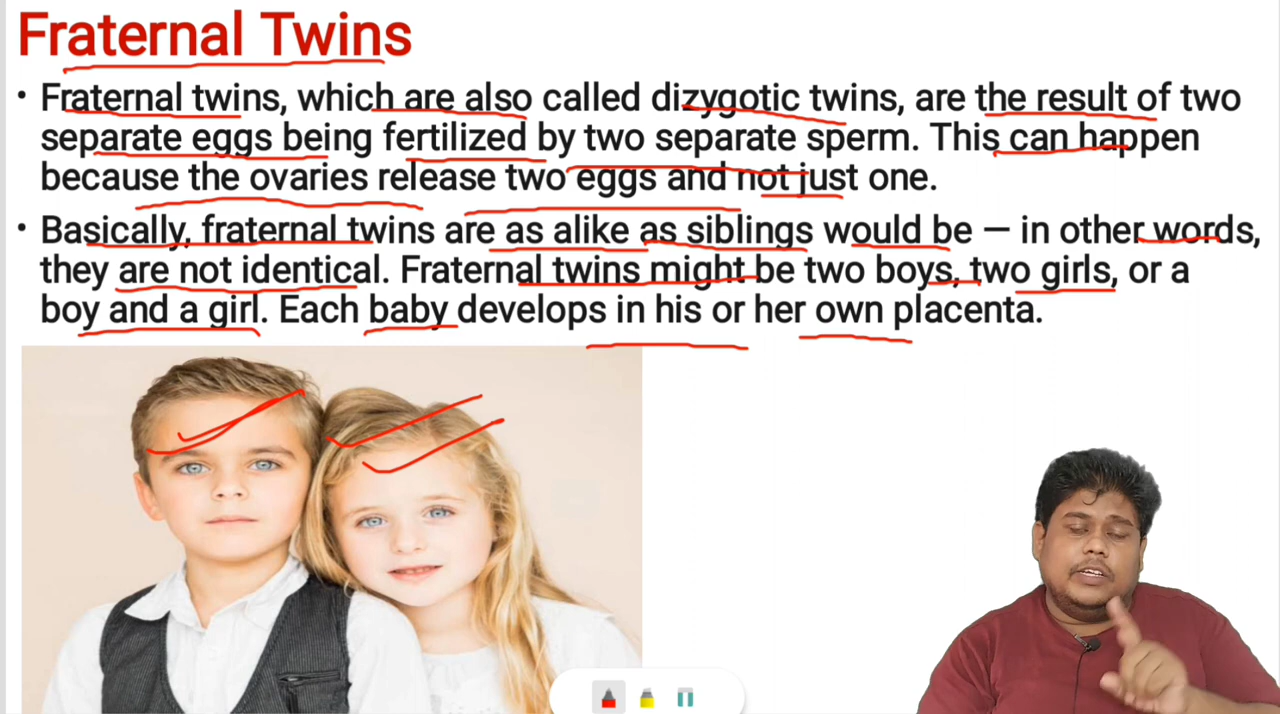 Fraternal Twins
• Fraternal twins, which are also called dizygotic twins, are the result of two
separate eggs being fertilized by two separate sperm. This can happen
because the ovaries release two eggs and not just one.
• Basically, fraternal twins are as alike as siblings would be — in other words,
they are not identical. Fraternal twins might be two boys, two girls, or a
boy and a girl. Each baby develops in his or her own placenta.